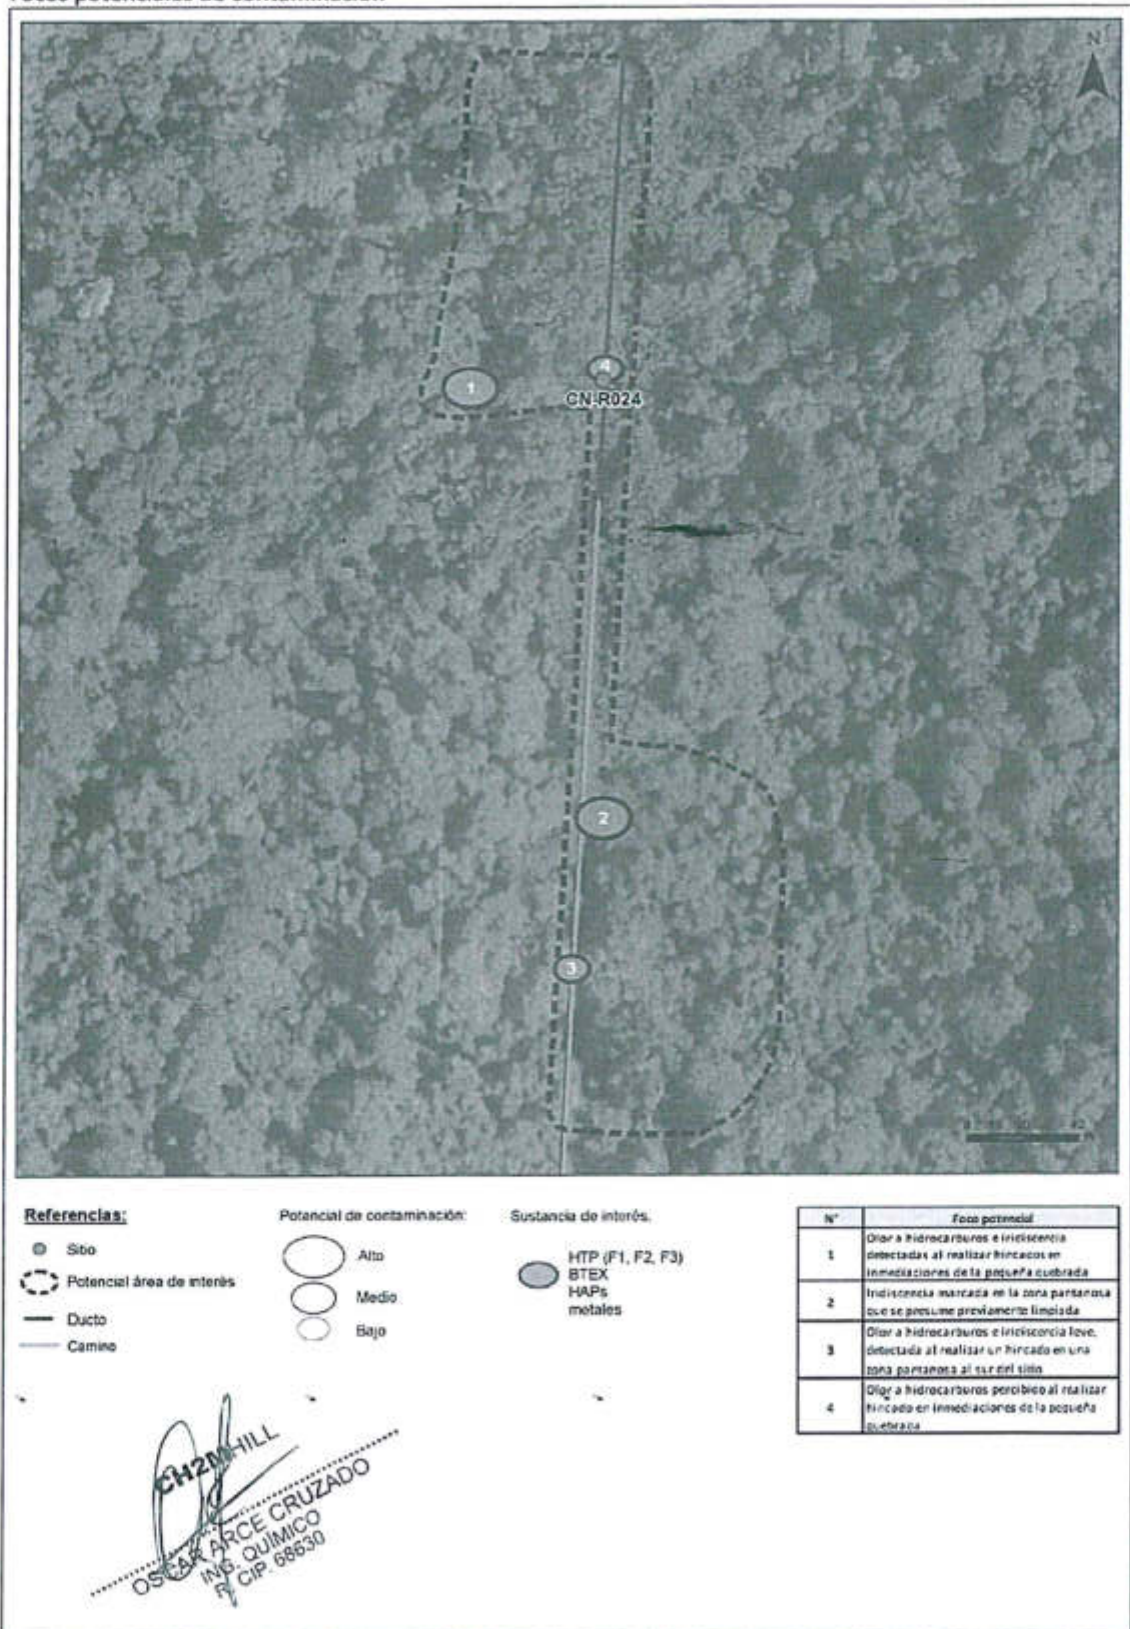 N
4
1
CN-R024
2
3
Referencias:
Sitio
Potencial área de interés
Ducto
Camino
Potencial de contaminación:
Alto
Medio
Bajo
Sustancia de interés.
HTP (F1, F2, F3)
BTEX
HAPs
metales
N° Foco potencial
1 Olor a hidrocarburos e iridiscencia
detectadas al realizar hincados en
inmediaciones de la pequeña quebrada
2 Iridiscencia marcada en la zona pantanosa
que se presume previamente limpiada
3 Olor a hidrocarburos e iridiscencia leve,
detectada al realizar un hincado en una
zona pantanosa al sur del sitio
4 Olor a hidrocarburos percibido al realizar
hincado en inmediaciones de la pequeña
quebrada
CH2MHILL
OSCAR ARCE CRUZADO
ING. QUÍMICO
R. CIP. 68630